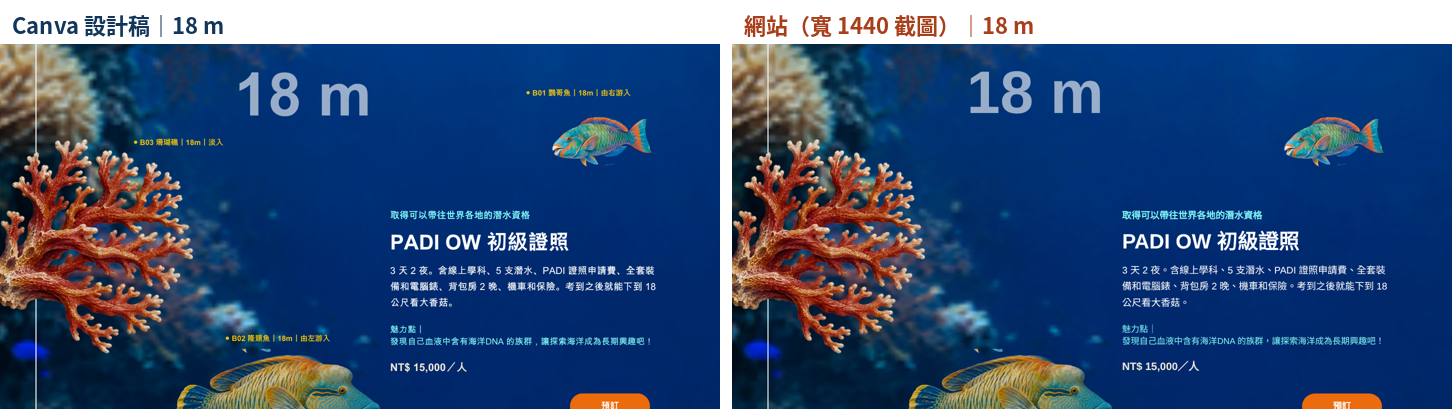 Canva 設計稿｜18 m
18 m
● B01 鸚哥魚｜18m｜由右游入
● B03 珊瑚礁｜18m｜淡入
取得可以帶往世界各地的潛水資格
PADI OW 初級證照
3 天 2 夜。含線上學科、5 支潛水、PADI 證照申請費、全套裝
備和電腦錶、背包房 2 晚、機車和保險。考到之後就能下到 18
公尺看大香菇。
魅力點｜
● B02 隆頭魚｜18m｜由左游入
發現自己血液中含有海洋DNA 的族群，讓探索海洋成為長期興趣吧！
NT$ 15,000／人
預訂
網站（寬 1440 截圖）｜18 m
18 m
取得可以帶往世界各地的潛水資格
PADI OW 初級證照
3 天 2 夜。含線上學科、5 支潛水、PADI 證照申請費、全套裝
備和電腦錶、背包房 2 晚、機車和保險。考到之後就能下到 18
公尺看大香菇。
魅力點｜
發現自己血液中含有海洋DNA 的族群，讓探索海洋成為長期興趣吧！
NT$ 15,000／人
預訂